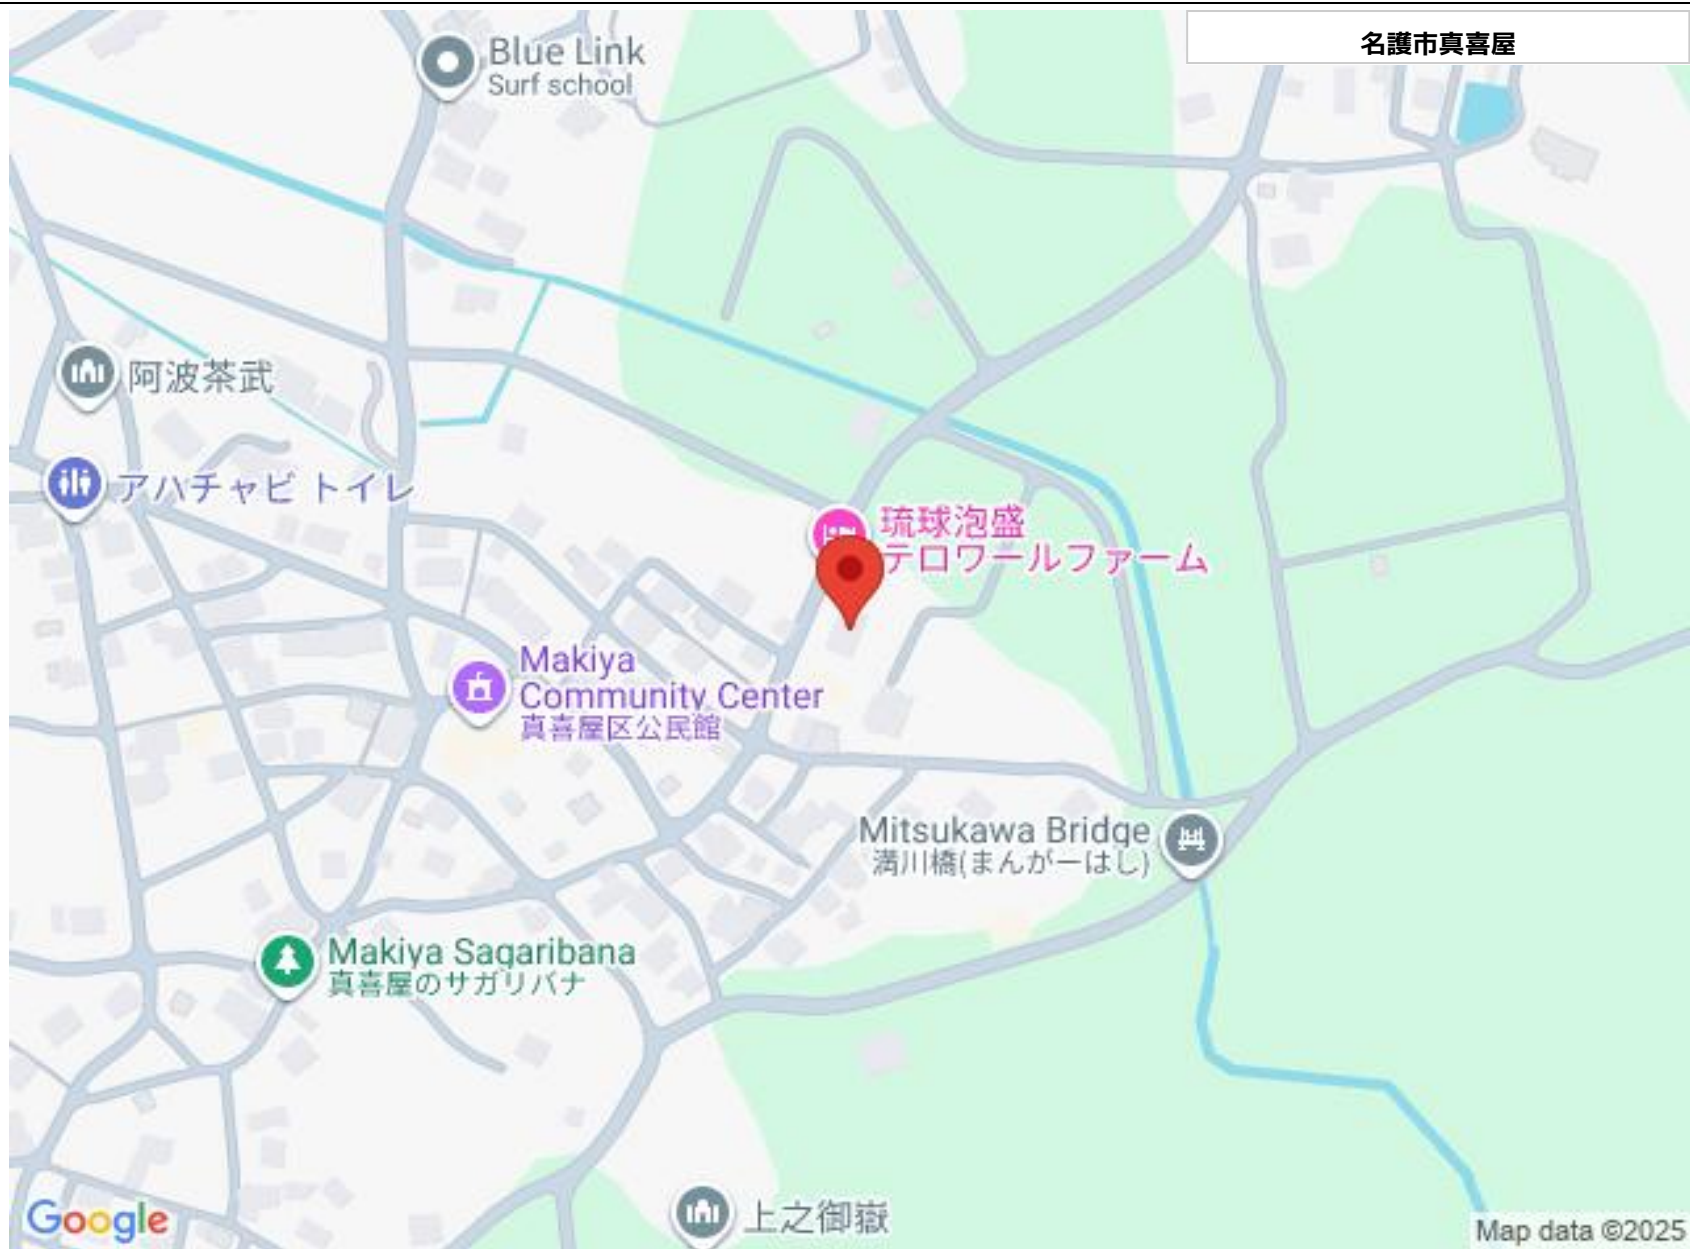 名護市真喜屋
Blue Link
Surf school
阿波茶武
アハチャビ トイレ
琉球泡盛
テロワールファーム
Makiya
Community Center
真喜屋区公民館
Mitsukawa Bridge
満川橋(まんがーはし)
Makiya Sagaribana
真喜屋のサガリバナ
上之御嶽
Google
Map data ©2025